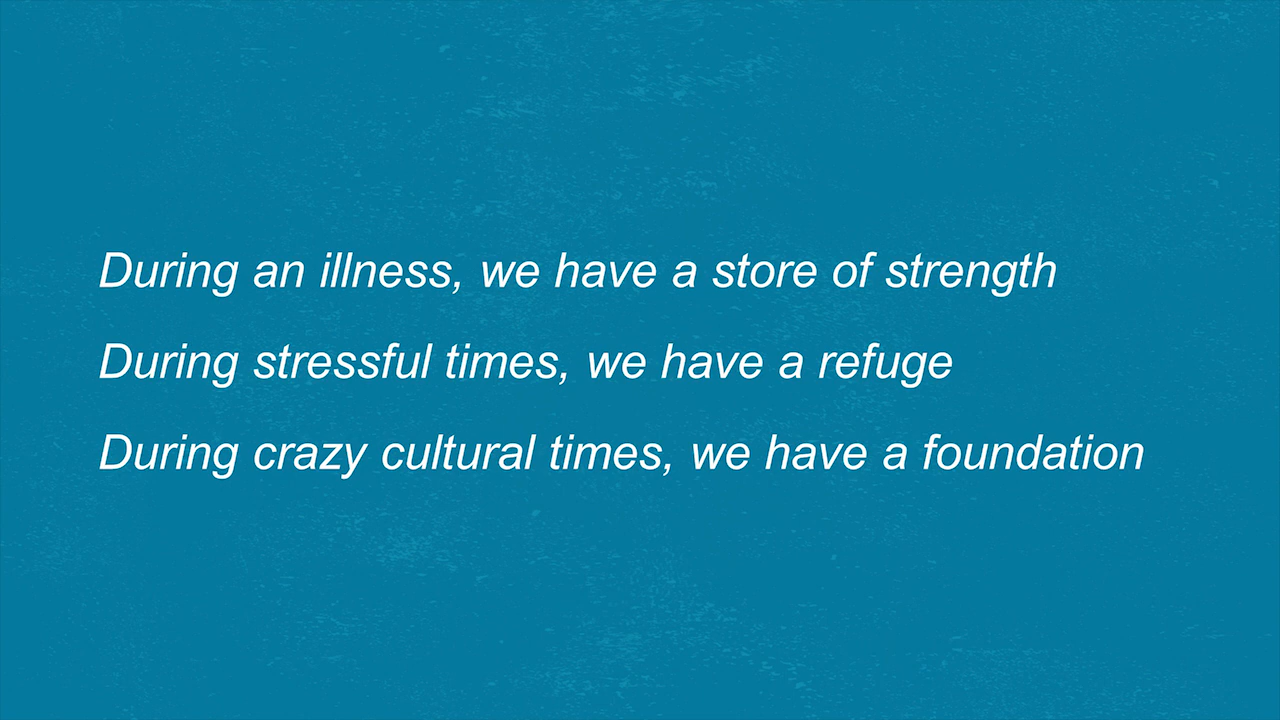 During an illness, we have a store of strength
During stressful times, we have a refuge
During crazy cultural times, we have a foundation